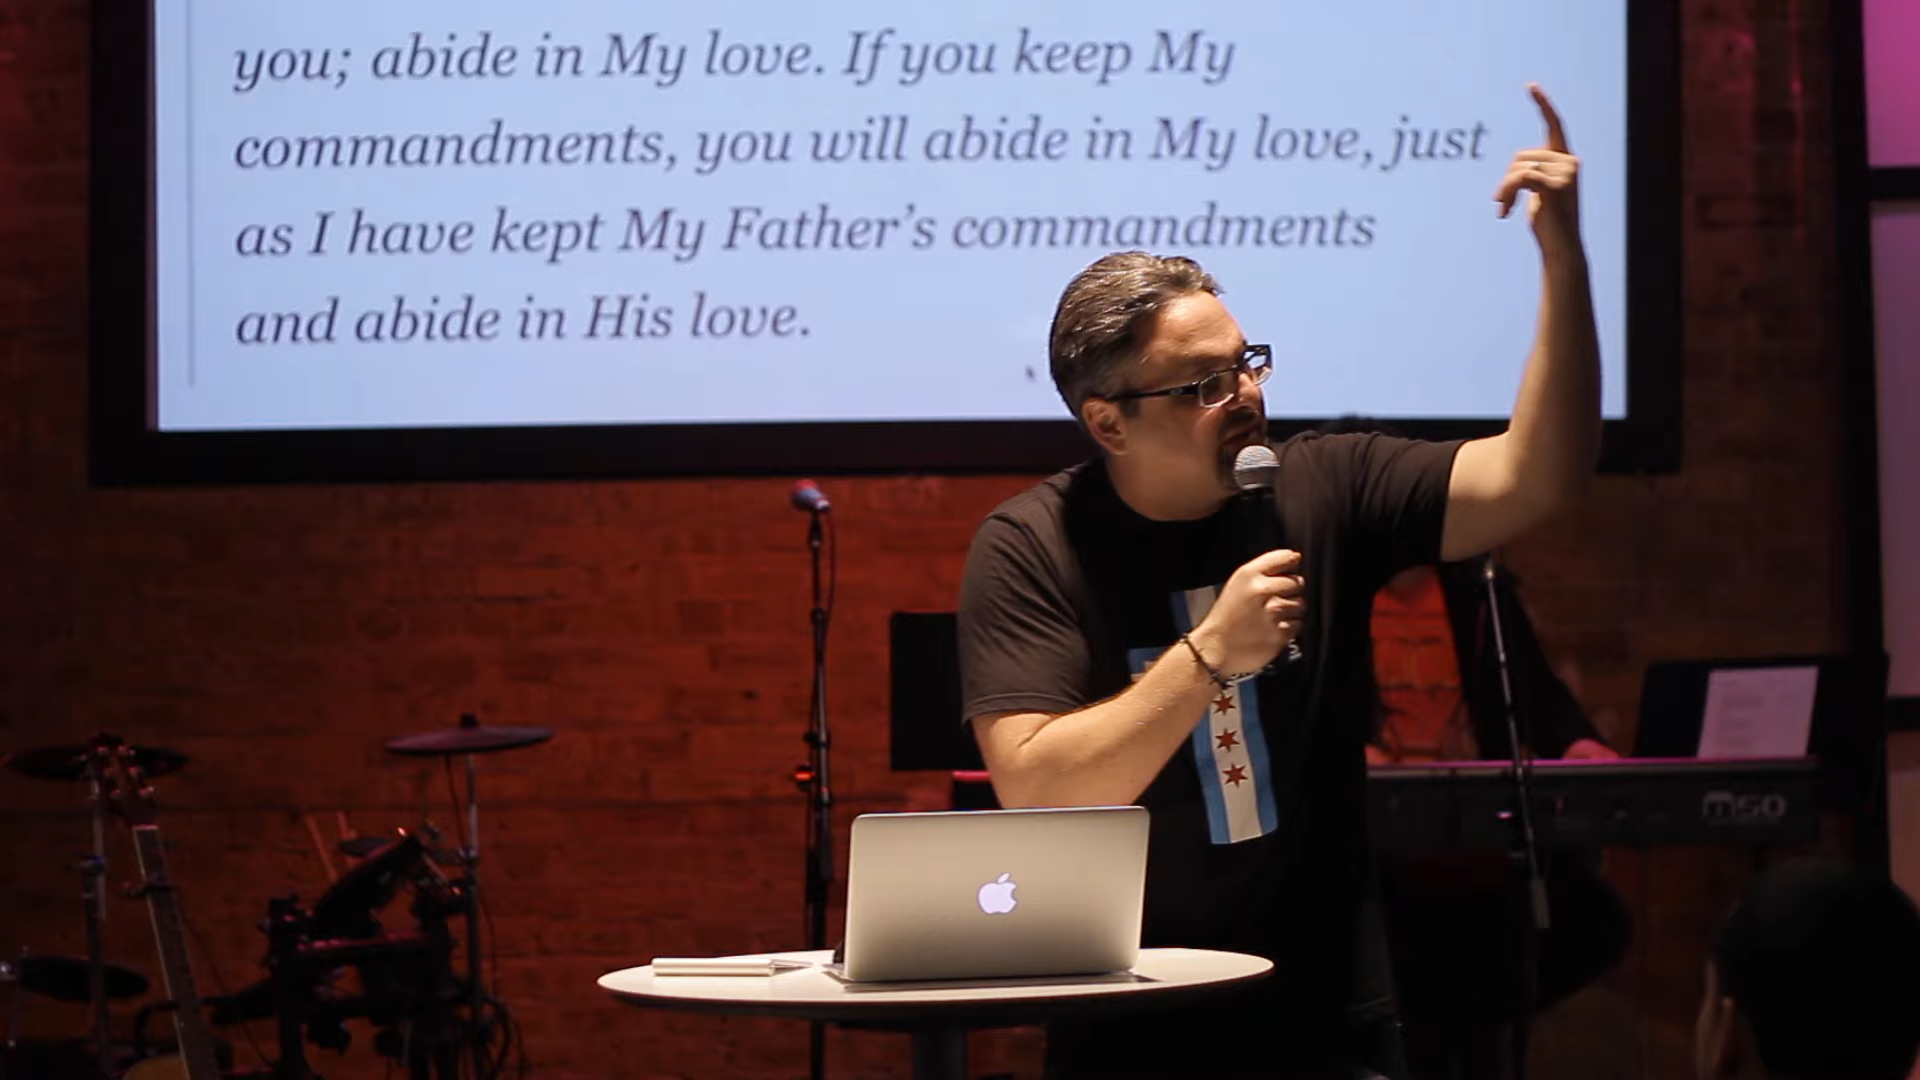 you; abide in My love. If you keep My
commandments, you will abide in My love, just
as I have kept My Father’s commandments
and abide in His love.